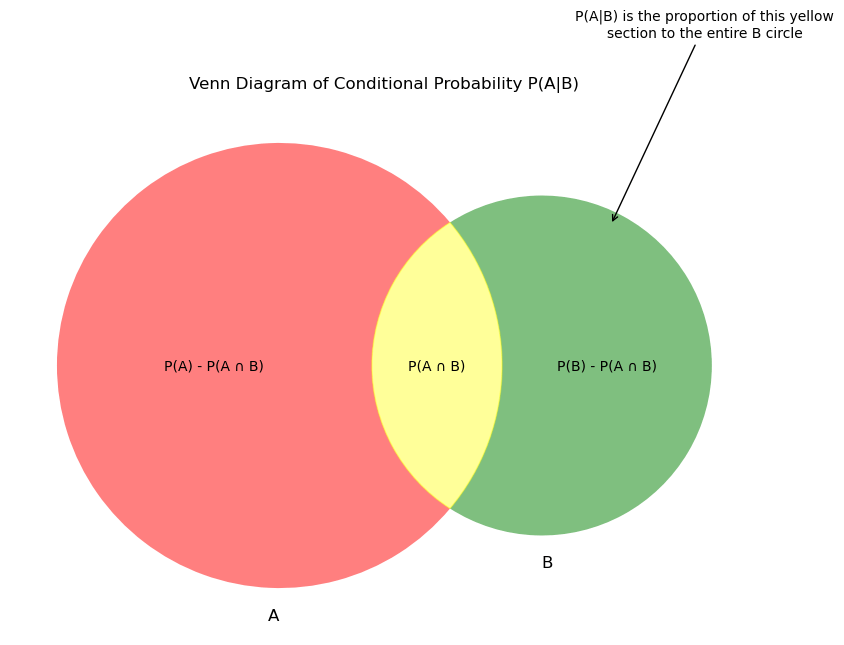 P(A|B) is the proportion of this yellow
section to the entire B circle
Venn Diagram of Conditional Probability P(A|B)
P(A) - P(A ∩ B)
P(A ∩ B)
P(B) - P(A ∩ B)
B
A